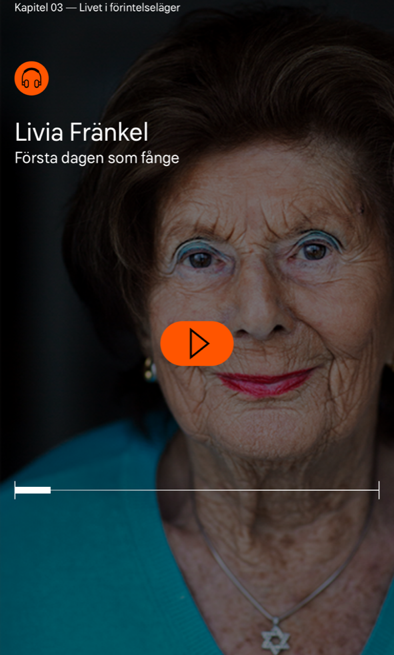 Kapitel 03 — Livet i förintelseläger
Livia Fränkel
Första dagen som fånge